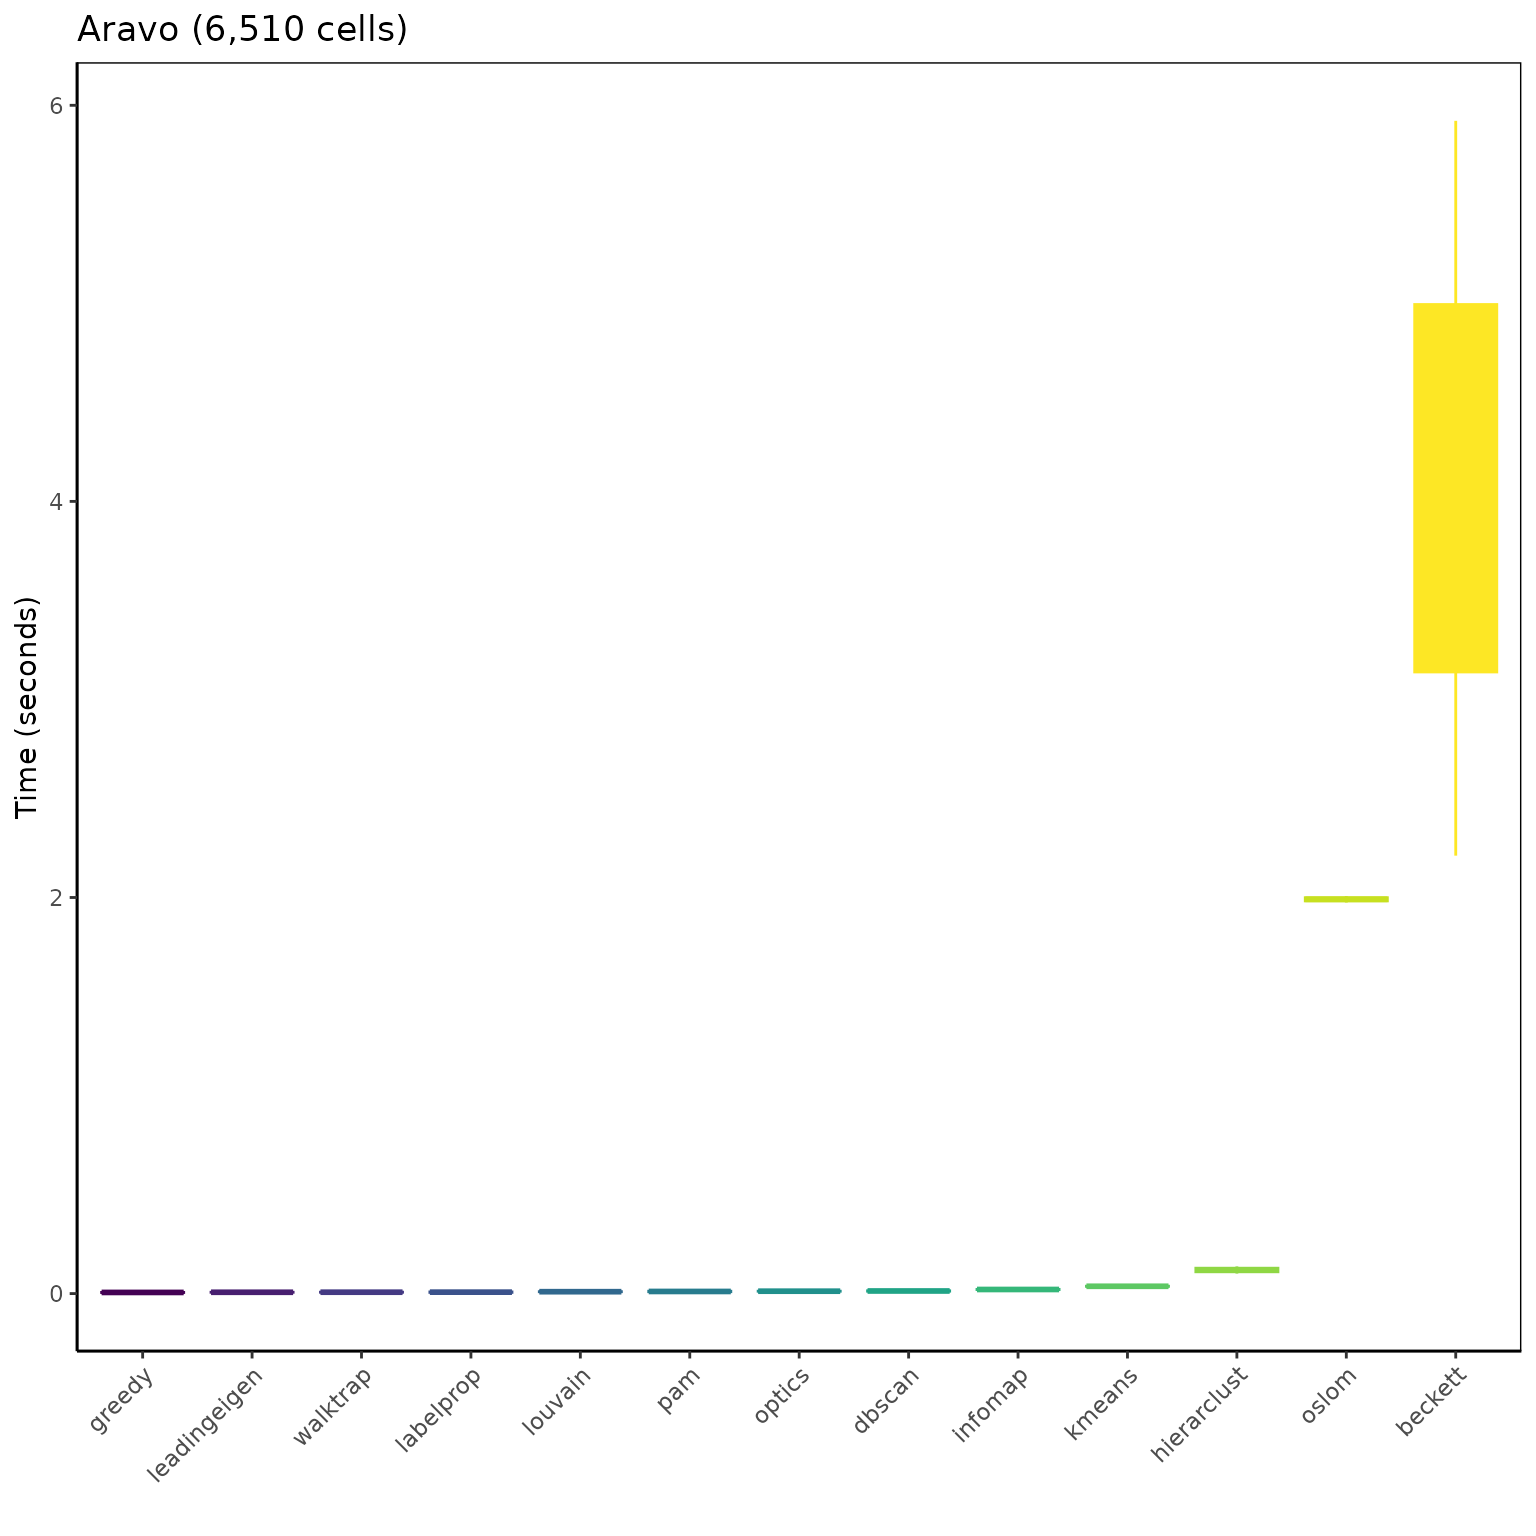 Aravo (6,510 cells)
Time (seconds)
6
4
2
0
greedy
leadingeigen
walktrap
labelprop
louvain
pam
optics
dbscan
infomap
kmeans
hierarclust
oslom
beckett